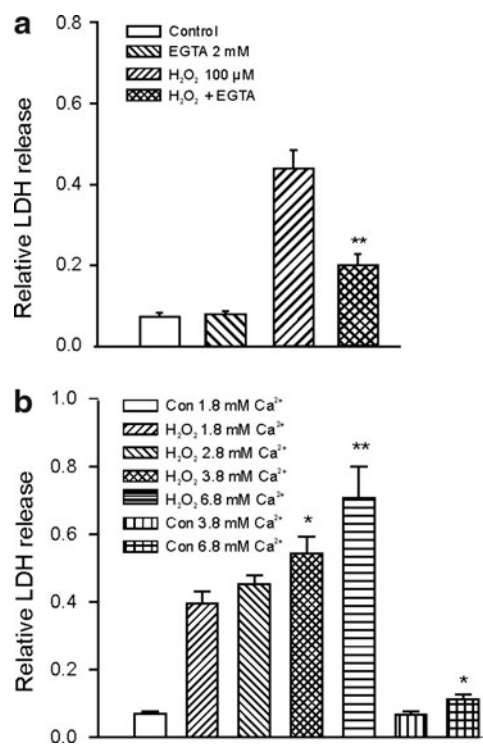 a
Relative LDH release
0.8
0.6
0.4
0.2
0.0
Control
EGTA 2 mM
H₂O₂ 100 µM
H₂O₂ +EGTA
**
b
Relative LDH release
1.0
0.8
0.6
0.4
0.2
0.0
Con 1.8 mM Ca²⁺
H₂O₂ 1.8 mM Ca²⁺
H₂O₂ 2.8 mM Ca²⁺
H₂O₂ 3.8 mM Ca²⁺
H₂O₂ 6.8 mM Ca²⁺
Con 3.8 mM Ca²⁺
Con 6.8 mM Ca²⁺
*
**
*